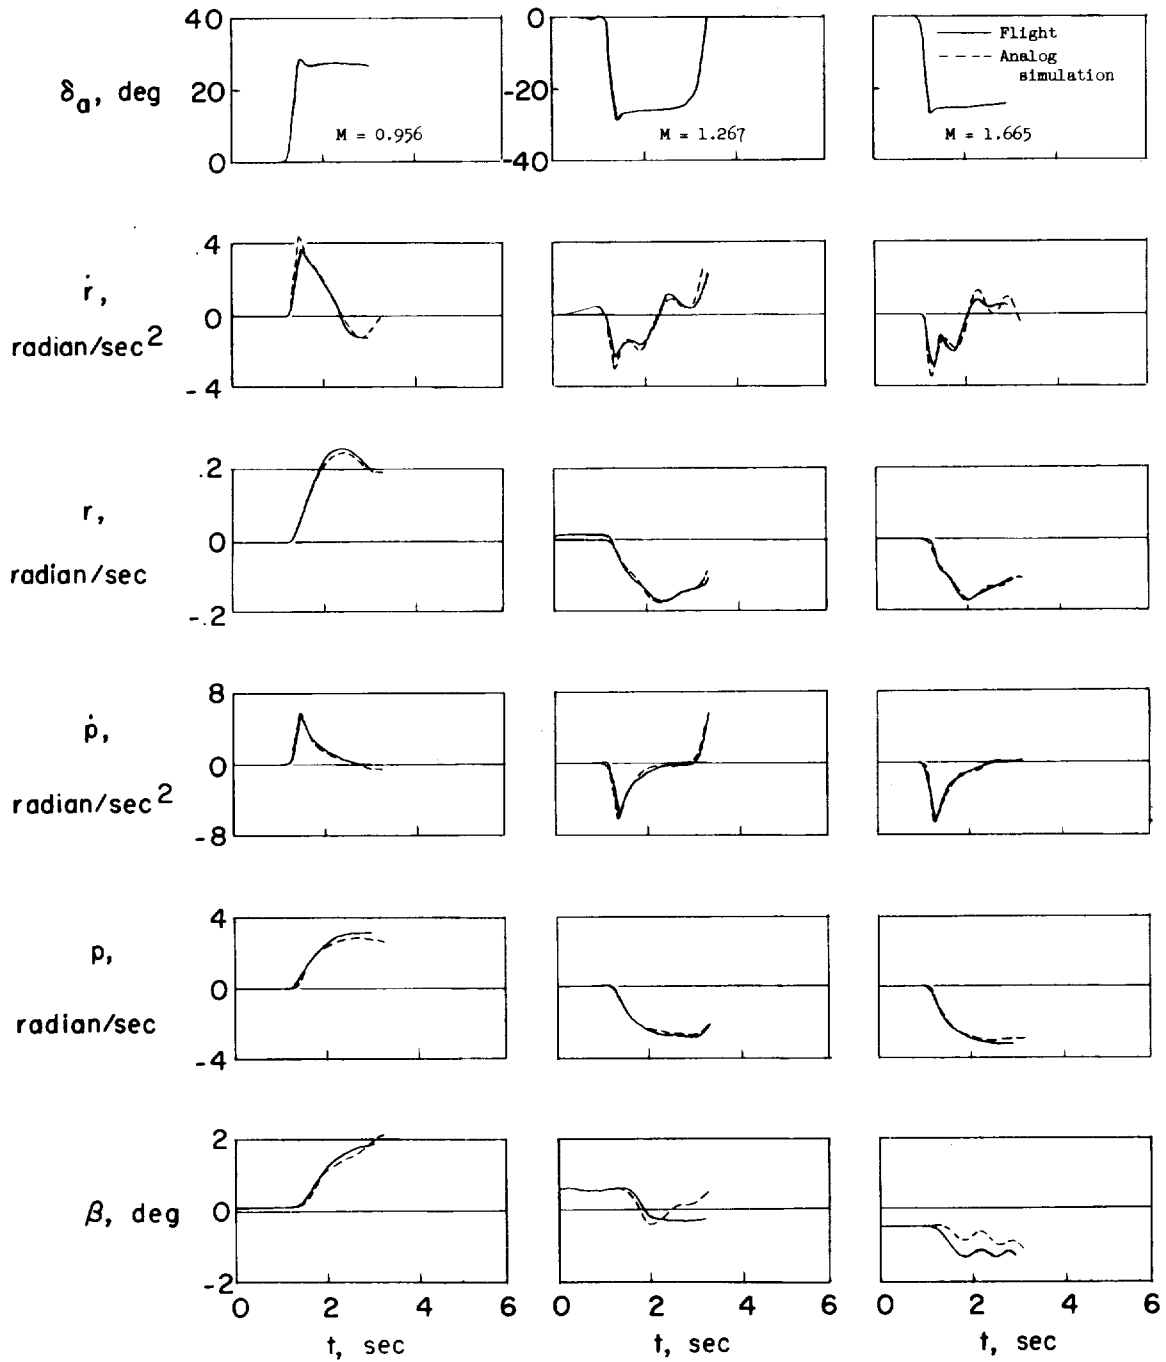 40
20
0
δa, deg
M = 0.956
0
-20
-40
M = 1.267
Flight
Analog
simulation
M = 1.665
.4
0
-.4
ṙ,
radian/sec2
.2
0
-.2
r,
radian/sec
8
0
-8
ṗ,
radian/sec2
4
0
-4
p,
radian/sec
2
0
-2
β, deg
0 2 4 6
t, sec
0 2 4 6
t, sec
0 2 4 6
t, sec